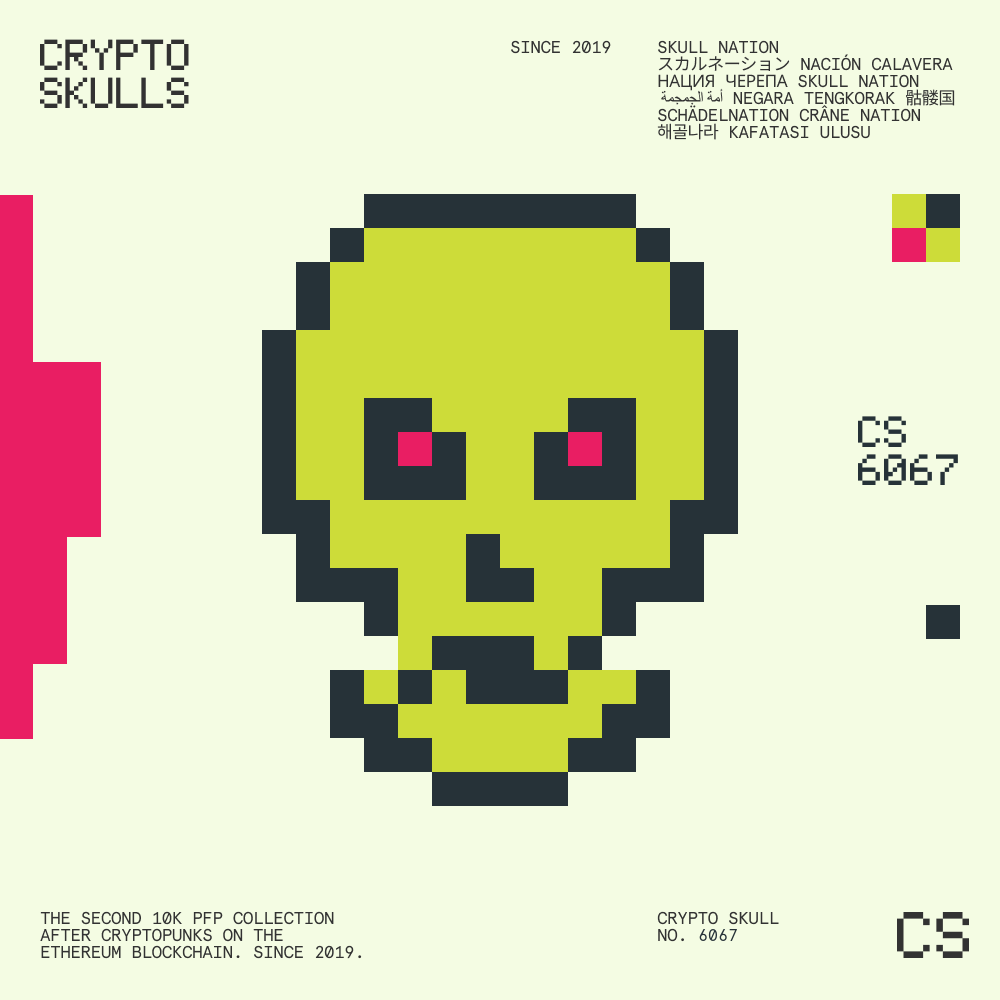 CRYPTO
SKULLS
SINCE 2019
SKULL NATION
スカルネーション NACIÓN CALAVERA
НАЦИЯ ЧЕРЕПА SKULL NATION
أمة الجمجمة NEGARA TENGKORAK 骷髅国
SCHÄDELNATION CRÂNE NATION
해골나라 KAFATASI ULUSU
CS
6067
THE SECOND 10K PFP COLLECTION
AFTER CRYPTOPUNKS ON THE
ETHEREUM BLOCKCHAIN. SINCE 2019.
CRYPTO SKULL
NO. 6067
CS